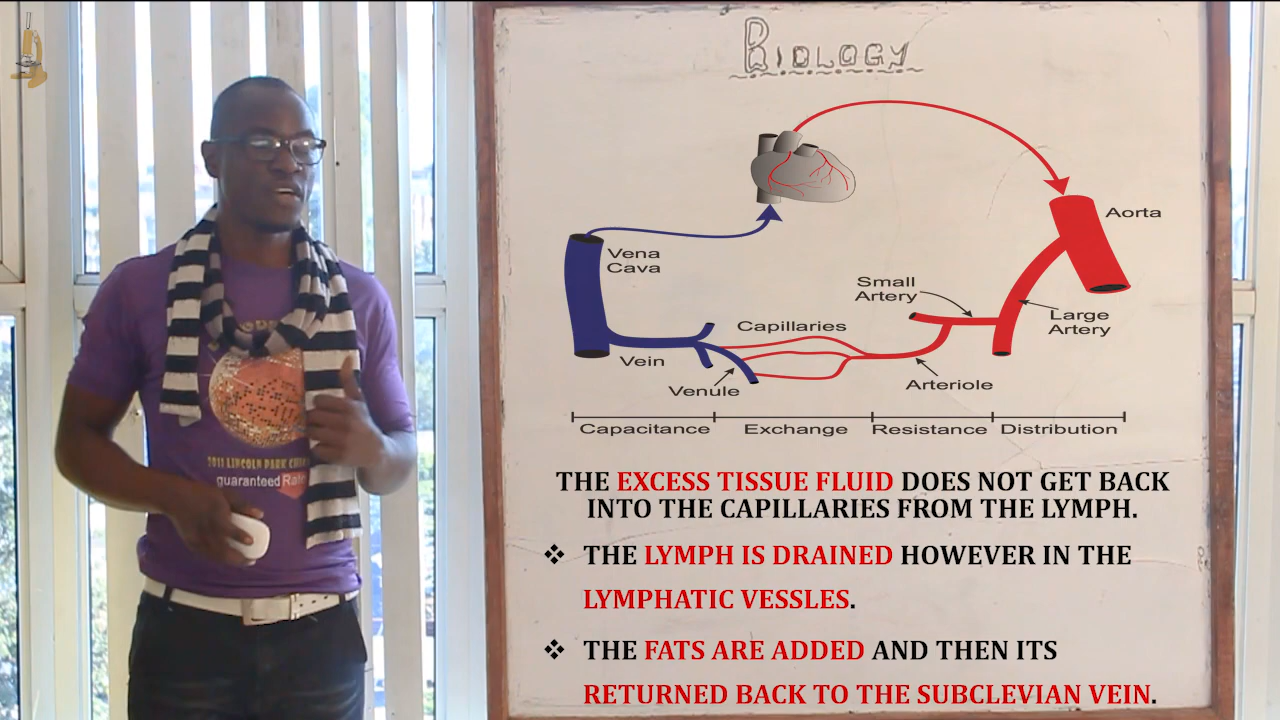 BIOLOGY
Aorta
Vena
Cava
Small
Artery
Large
Artery
Capillaries
Vein
Venule
Arteriole
Capacitance
Exchange
Resistance
Distribution
THE EXCESS TISSUE FLUID DOES NOT GET BACK
INTO THE CAPILLARIES FROM THE LYMPH.
❖ THE LYMPH IS DRAINED HOWEVER IN THE
LYMPHATIC VESSLES.
❖ THE FATS ARE ADDED AND THEN ITS
RETURNED BACK TO THE SUBCLEVIAN VEIN.
2011 LINCOLN PARK
guaranteed Rate